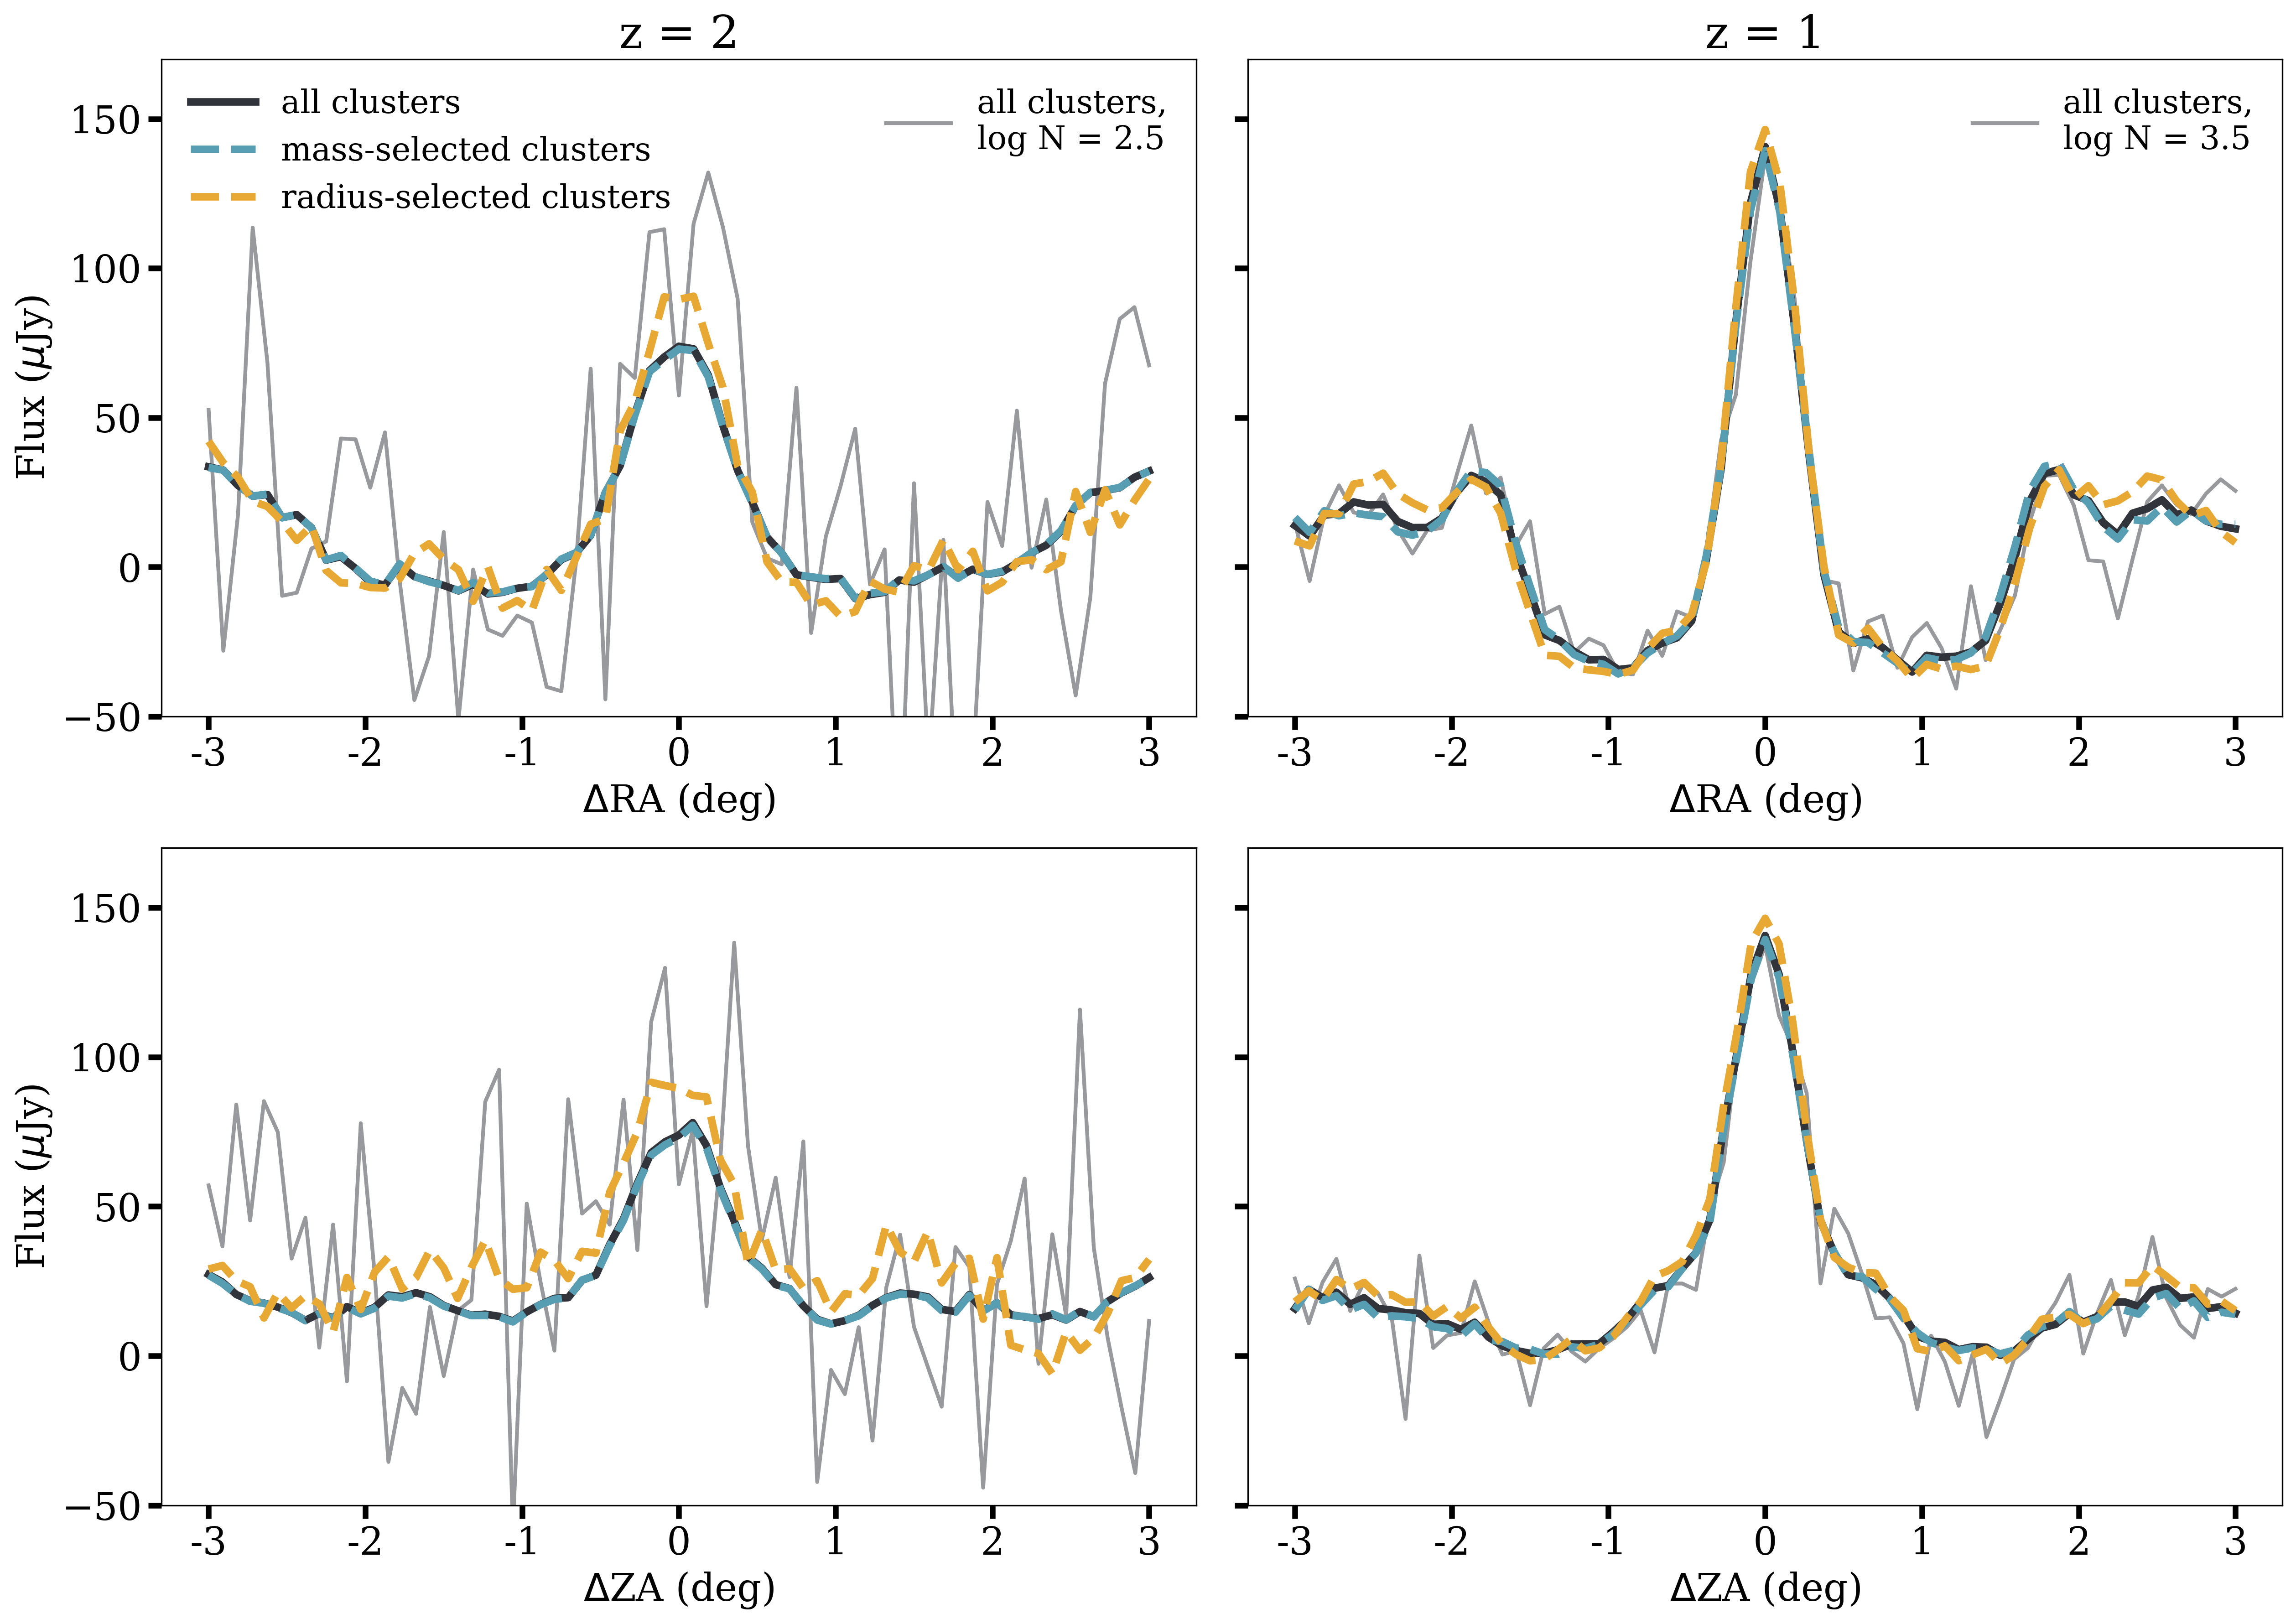 z = 2
z = 1
all clusters
mass-selected clusters
radius-selected clusters
all clusters,
log N = 2.5
all clusters,
log N = 3.5
Flux (μJy)
150
100
50
0
−50
-3 -2 -1 0 1 2 3
-3 -2 -1 0 1 2 3
ΔRA (deg)
ΔRA (deg)
Flux (μJy)
150
100
50
0
−50
-3 -2 -1 0 1 2 3
-3 -2 -1 0 1 2 3
ΔZA (deg)
ΔZA (deg)